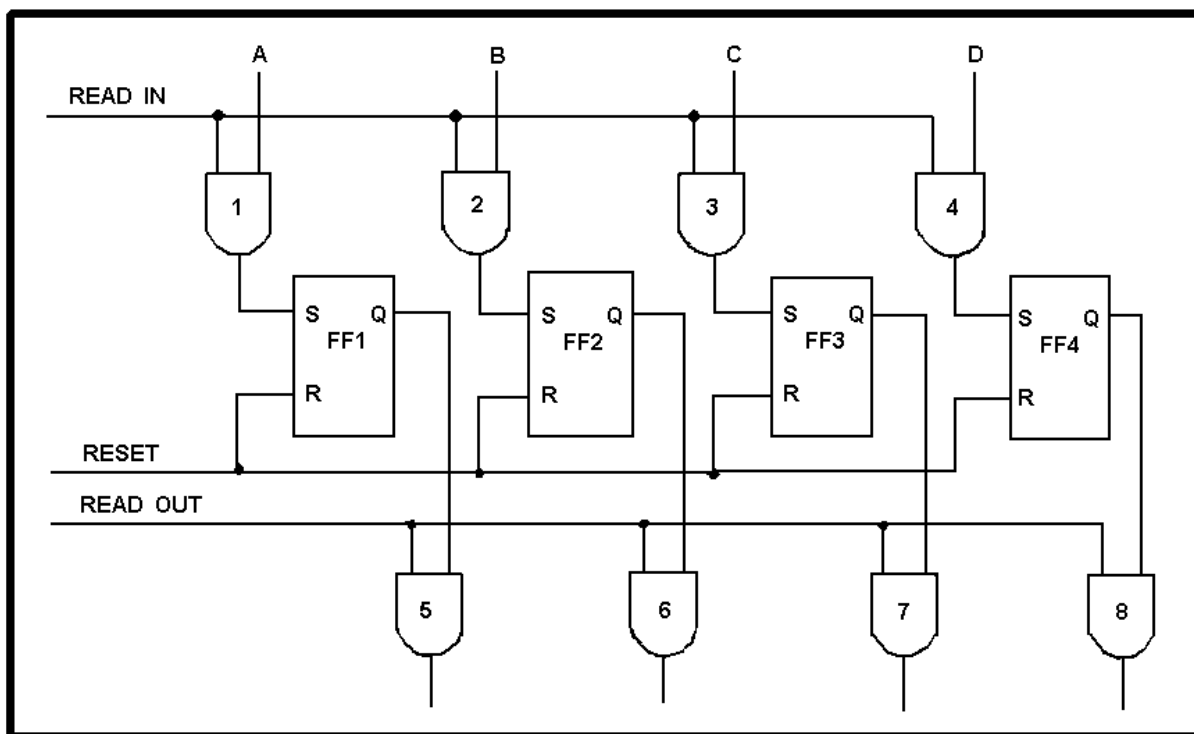 A B C D
READ IN
1 2 3 4
S Q S Q S Q S Q
FF1 FF2 FF3 FF4
R R R R
RESET
READ OUT
5 6 7 8